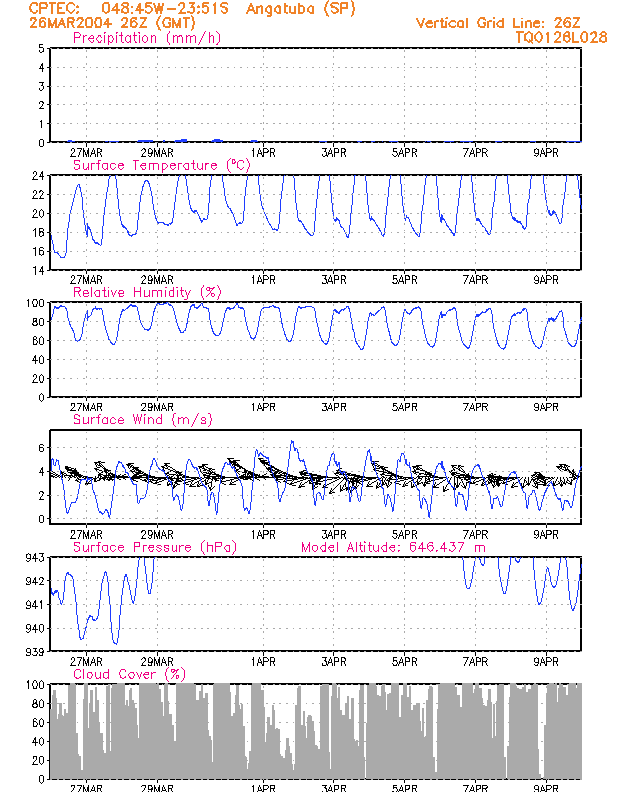 CPTEC: 048:45W-23:51S Angatuba (SP)
26MAR2004 26Z (GMT) Vertical Grid Line: 26Z
Precipitation (mm/h) TQ0126L028
5
4
3
2
1
0
27MAR 29MAR 1APR 3APR 5APR 7APR 9APR
Surface Temperature (°C)
24
22
20
18
16
14
27MAR 29MAR 1APR 3APR 5APR 7APR 9APR
Relative Humidity (%)
100
80
60
40
20
0
27MAR 29MAR 1APR 3APR 5APR 7APR 9APR
Surface Wind (m/s)
6
4
2
0
27MAR 29MAR 1APR 3APR 5APR 7APR 9APR
Surface Pressure (hPa) Model Altitude: 646.437 m
943
942
941
940
939
27MAR 29MAR 1APR 3APR 5APR 7APR 9APR
Cloud Cover (%)
100
80
60
40
20
0
27MAR 29MAR 1APR 3APR 5APR 7APR 9APR